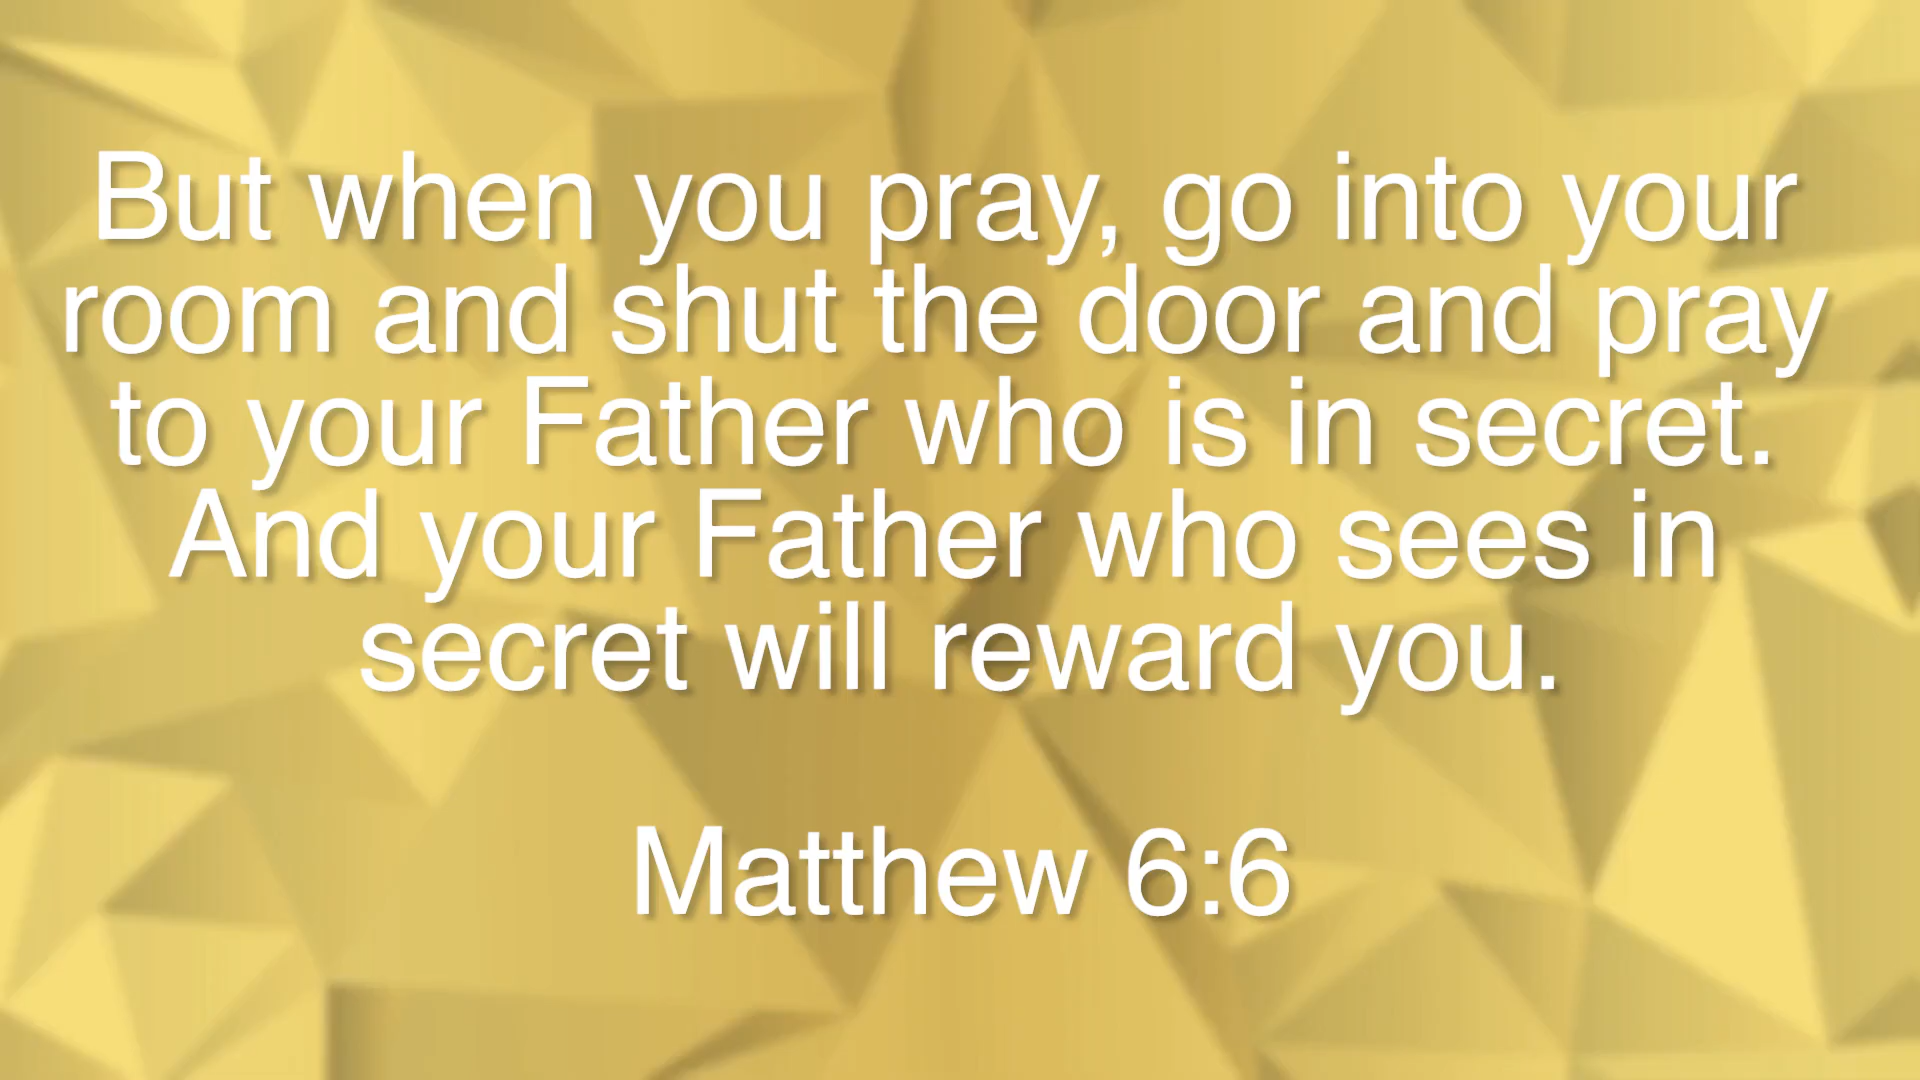 But when you pray, go into your
room and shut the door and pray
to your Father who is in secret.
And your Father who sees in
secret will reward you.
Matthew 6:6